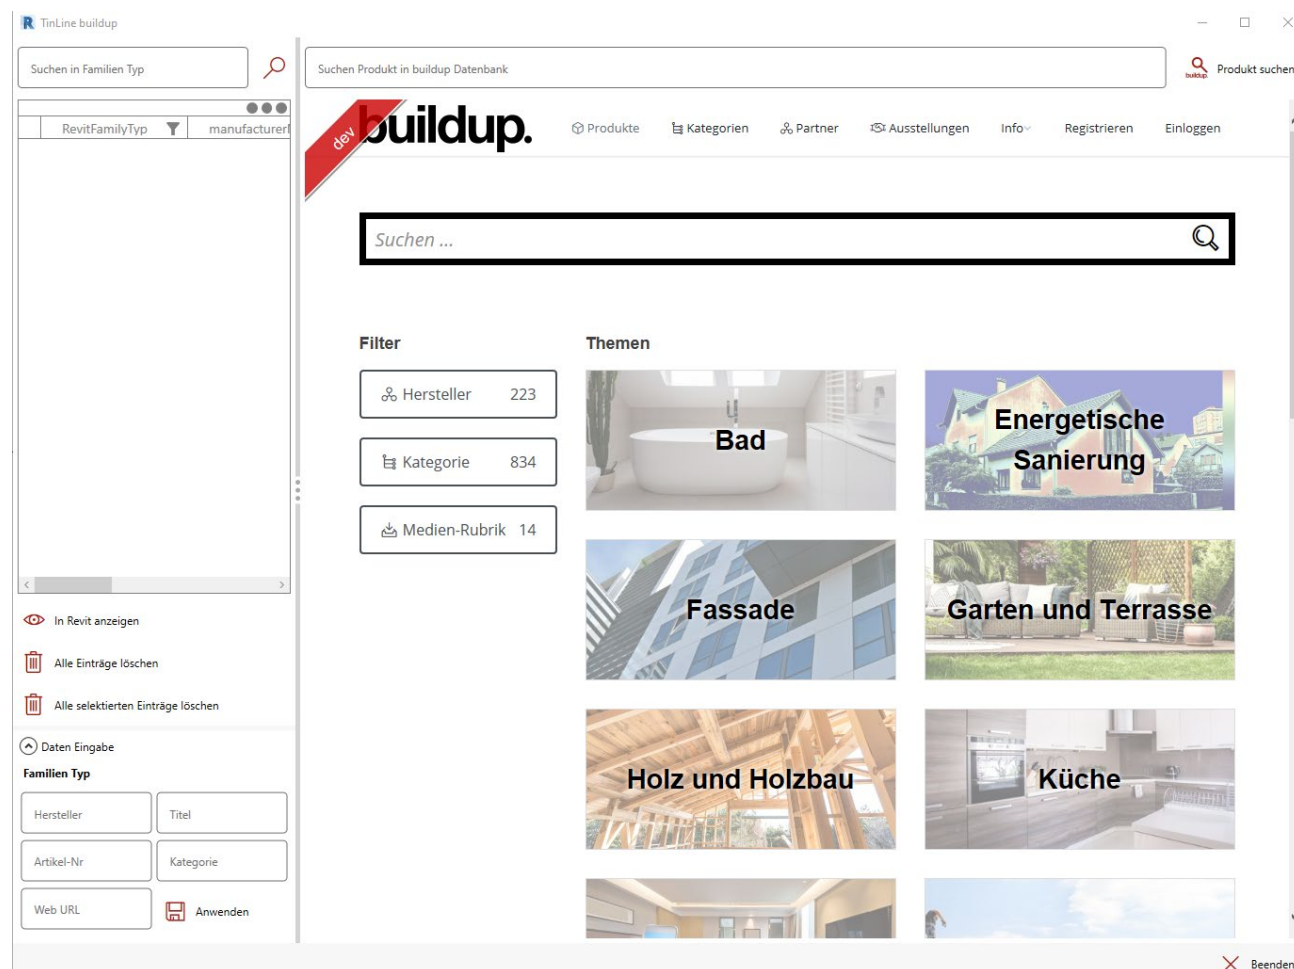 TinLine buildup
Suchen in Familien Typ
Suchen Produkt in buildup Datenbank
buildup.
Produkt suchen
RevitFamilyTyp
manufacturerI
dev
buildup.
Produkte
Kategorien
Partner
Ausstellungen
Info
Registrieren
Einloggen
Suchen ...
Filter
Themen
Hersteller 223
Kategorie 834
Medien-Rubrik 14
Bad
Energetische
Sanierung
Fassade
Garten und Terrasse
Holz und Holzbau
Küche
In Revit anzeigen
Alle Einträge löschen
Alle selektierten Einträge löschen
Daten Eingabe
Familien Typ
Hersteller
Titel
Artikel-Nr
Kategorie
Web URL
Anwenden
Beenden